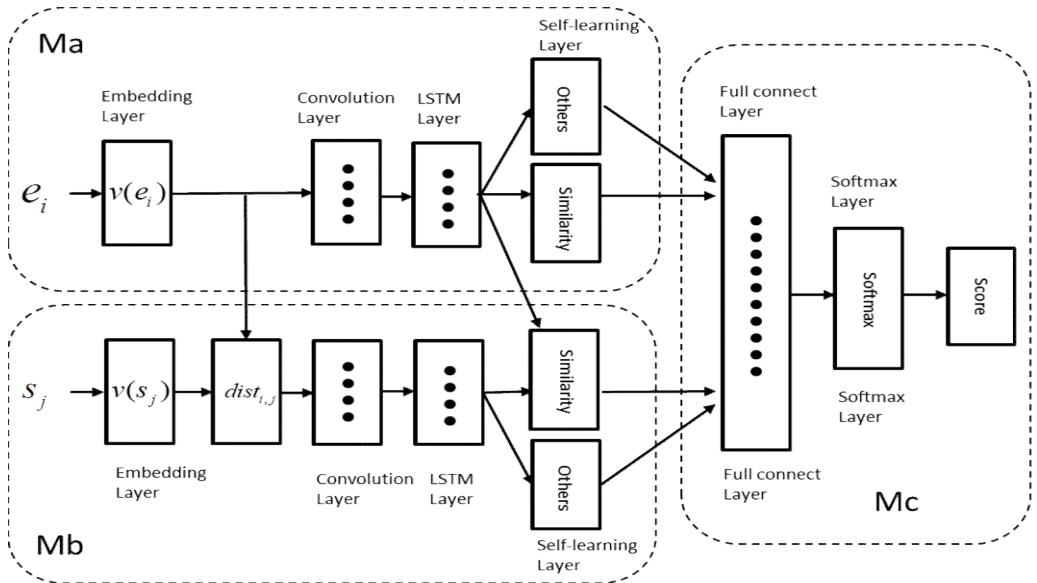 Ma
Embedding
Layer
e_i
v(e_i)
Convolution
Layer
LSTM
Layer
Self-learning
Layer
Others
Similarity
s_j
v(s_j)
Embedding
Layer
dist_{i,j}
Convolution
Layer
LSTM
Layer
Similarity
Others
Self-learning
Layer
Mb
Full connect
Layer
Full connect
Layer
Softmax
Layer
Softmax
Softmax
Layer
Score
Mc